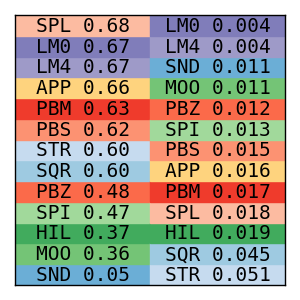 SPL 0.68 LM0 0.004
LM0 0.67 LM4 0.004
LM4 0.67 SND 0.011
APP 0.66 MOO 0.011
PBM 0.63 PBZ 0.012
PBS 0.62 SPI 0.013
STR 0.60 PBS 0.015
SQR 0.60 APP 0.016
PBZ 0.48 PBM 0.017
SPI 0.47 SPL 0.018
HIL 0.37 HIL 0.019
MOO 0.36 SQR 0.045
SND 0.05 STR 0.051